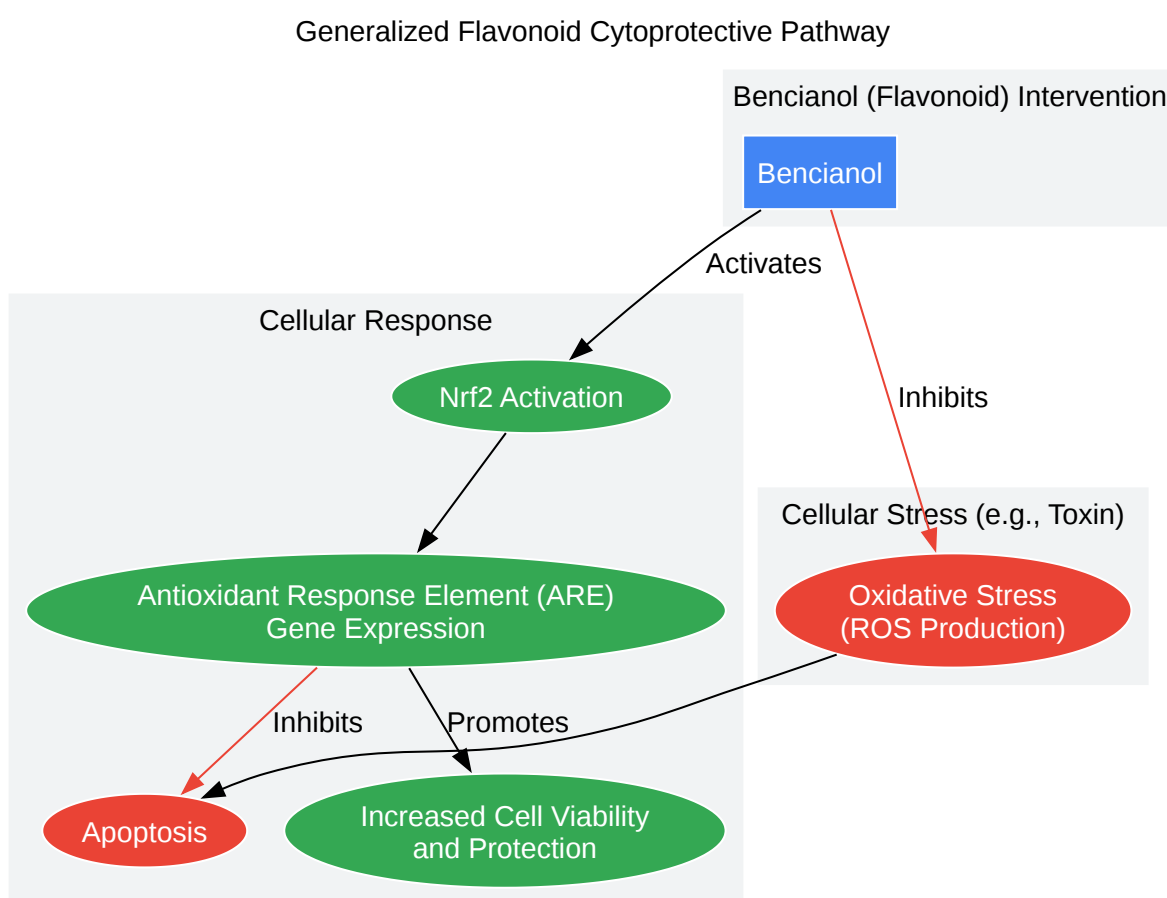 Generalized Flavonoid Cytoprotective Pathway
Bencianol (Flavonoid) Intervention
Bencianol
Activates
Cellular Response
Nrf2 Activation
Inhibits
Cellular Stress (e.g., Toxin)
Antioxidant Response Element (ARE)
Gene Expression
Oxidative Stress
(ROS Production)
Inhibits
Promotes
Apoptosis
Increased Cell Viability
and Protection